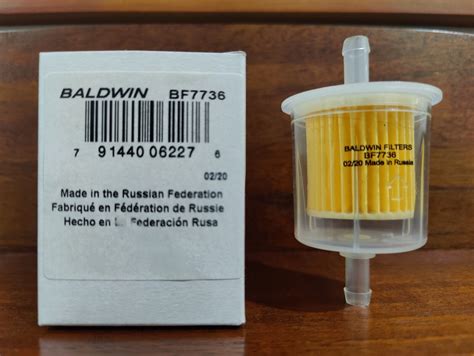 BALDWIN BF7736
7 91440 06227 6
02/20
Made in the Russian Federation
Fabriqué en Fédération de Russie
Hecho en La Federación Rusa
BALDWIN FILTERS
BF7736
02/20 Made in Russia